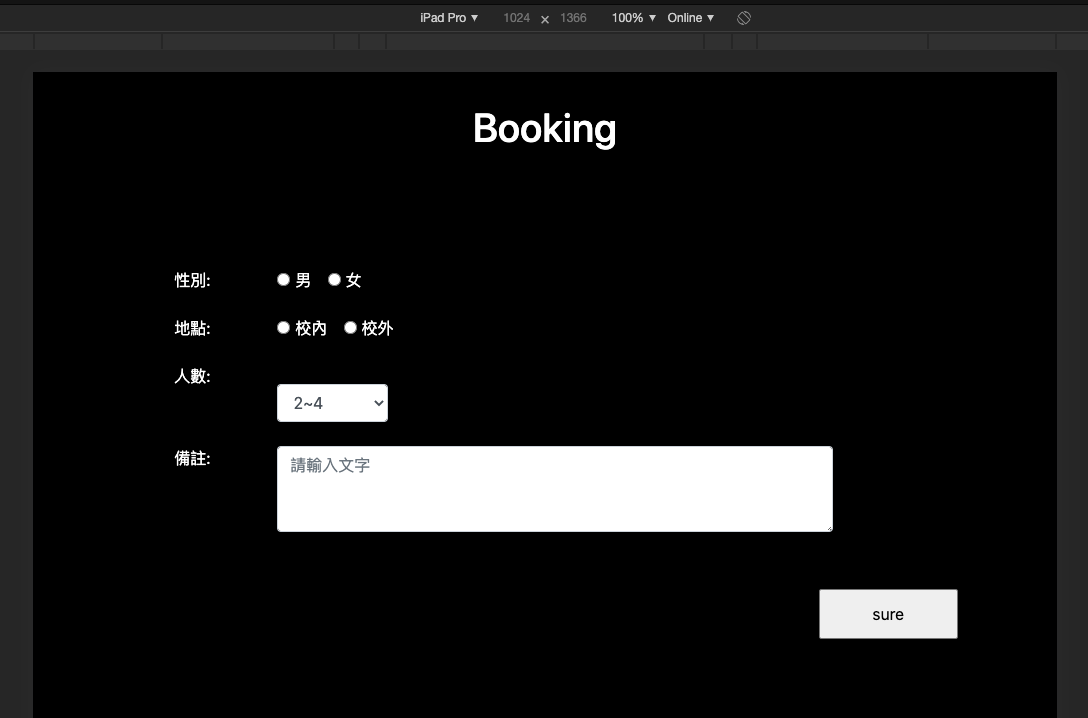 iPad Pro ▼ 1024 × 1366 100% ▼ Online ▼
Booking
性別: 男 女
地點: 校內 校外
人數:
2~4
備註: 請輸入文字
sure